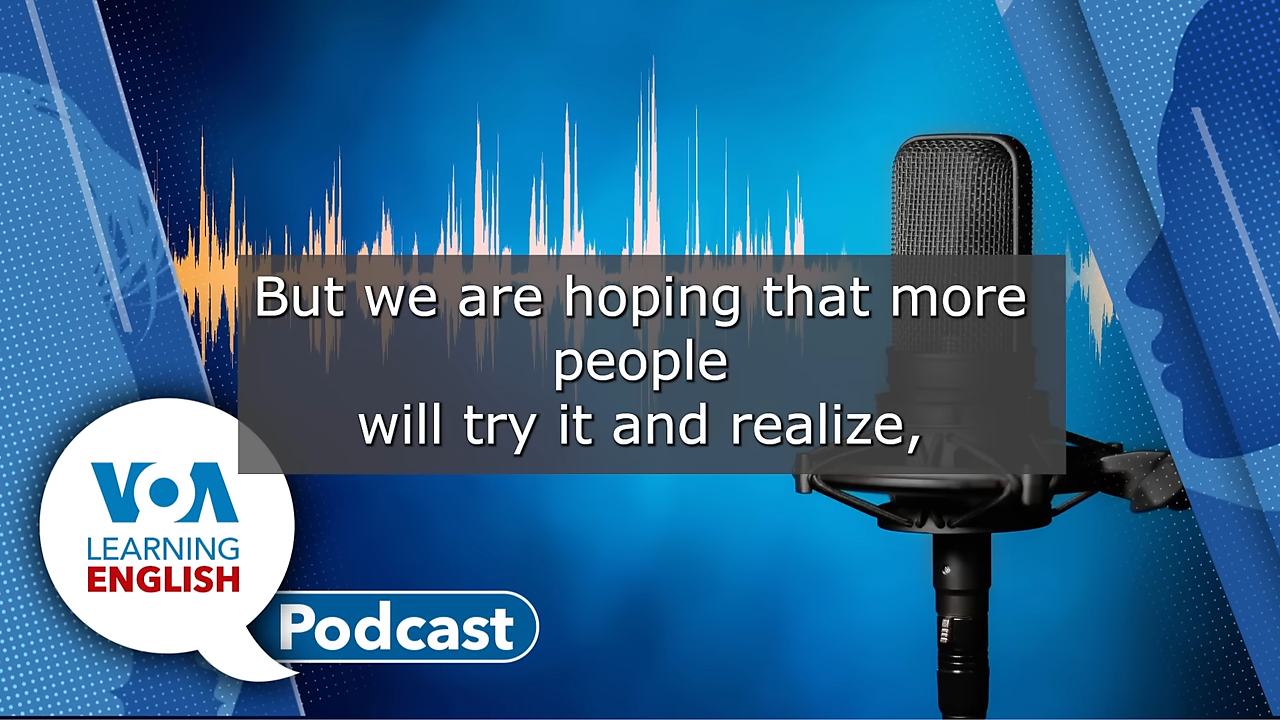 But we are hoping that more
people
will try it and realize,
VOA
LEARNING
ENGLISH
Podcast